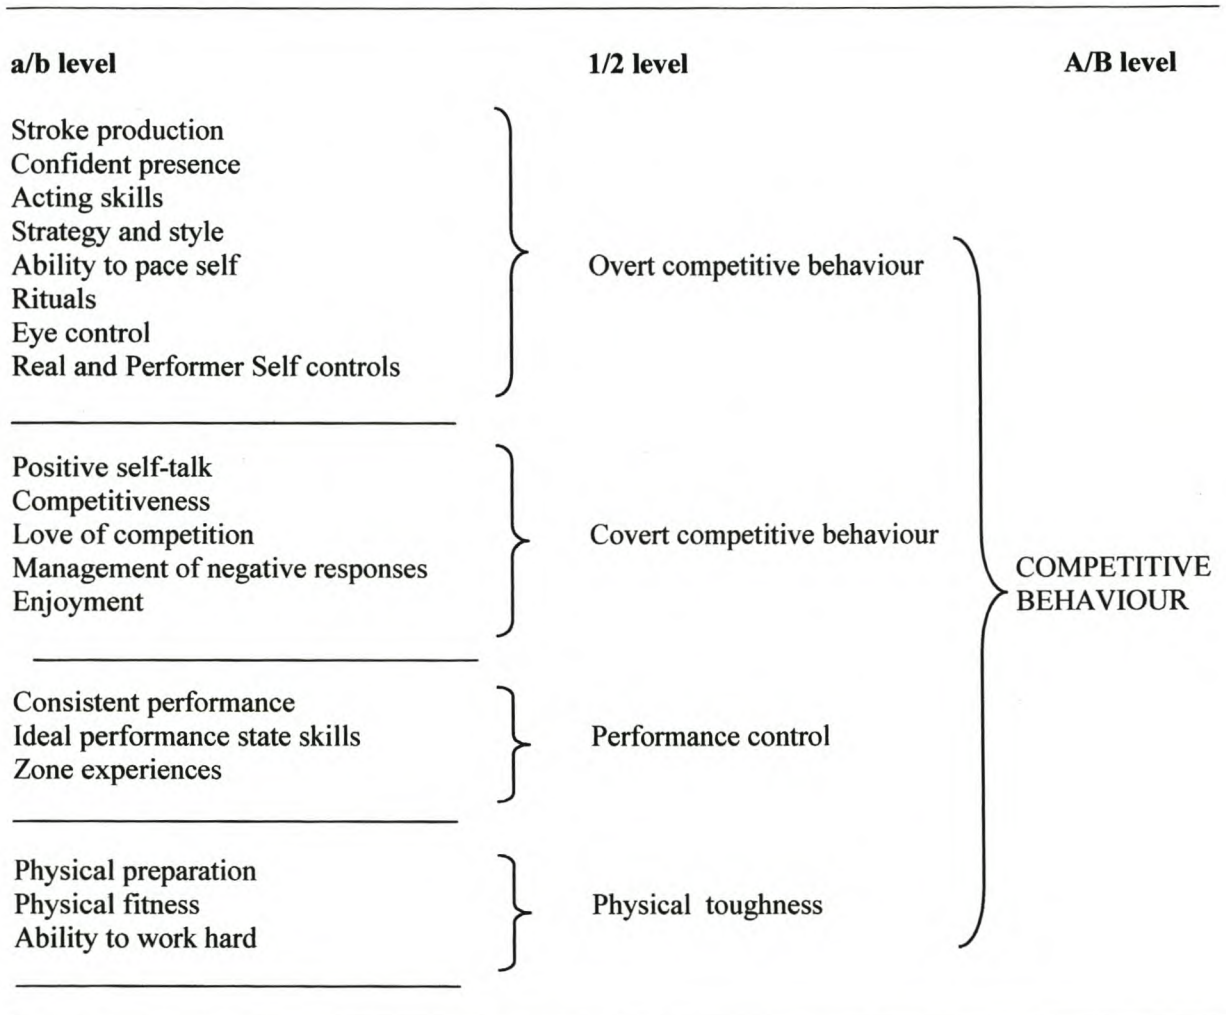 a/b level 1/2 level A/B level
Stroke production
Confident presence
Acting skills
Strategy and style
Ability to pace self
Overt competitive behaviour
Rituals
Eye control
Real and Performer Self controls
Positive self-talk
Competitiveness
Love of competition
Covert competitive behaviour
Management of negative responses
Enjoyment
COMPETITIVE
BEHAVIOUR
Consistent performance
Ideal performance state skills
Performance control
Zone experiences
Physical preparation
Physical fitness
Physical toughness
Ability to work hard